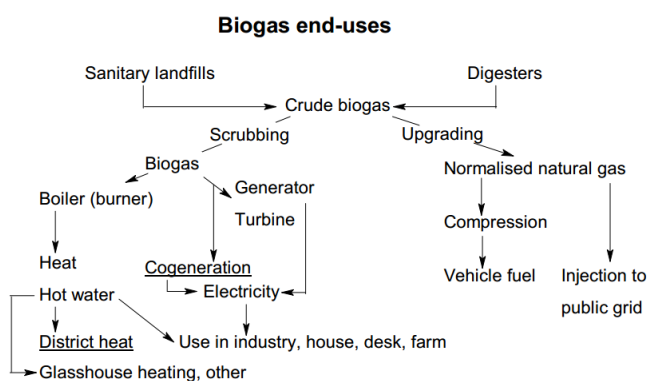 Biogas end-uses
Sanitary landfills
Digesters
Crude biogas
Scrubbing
Upgrading
Biogas
Normalised natural gas
Boiler (burner)
Generator
Turbine
Compression
Heat
Cogeneration
Vehicle fuel
Injection to
public grid
Hot water
Electricity
District heat
Use in industry, house, desk, farm
Glasshouse heating, other